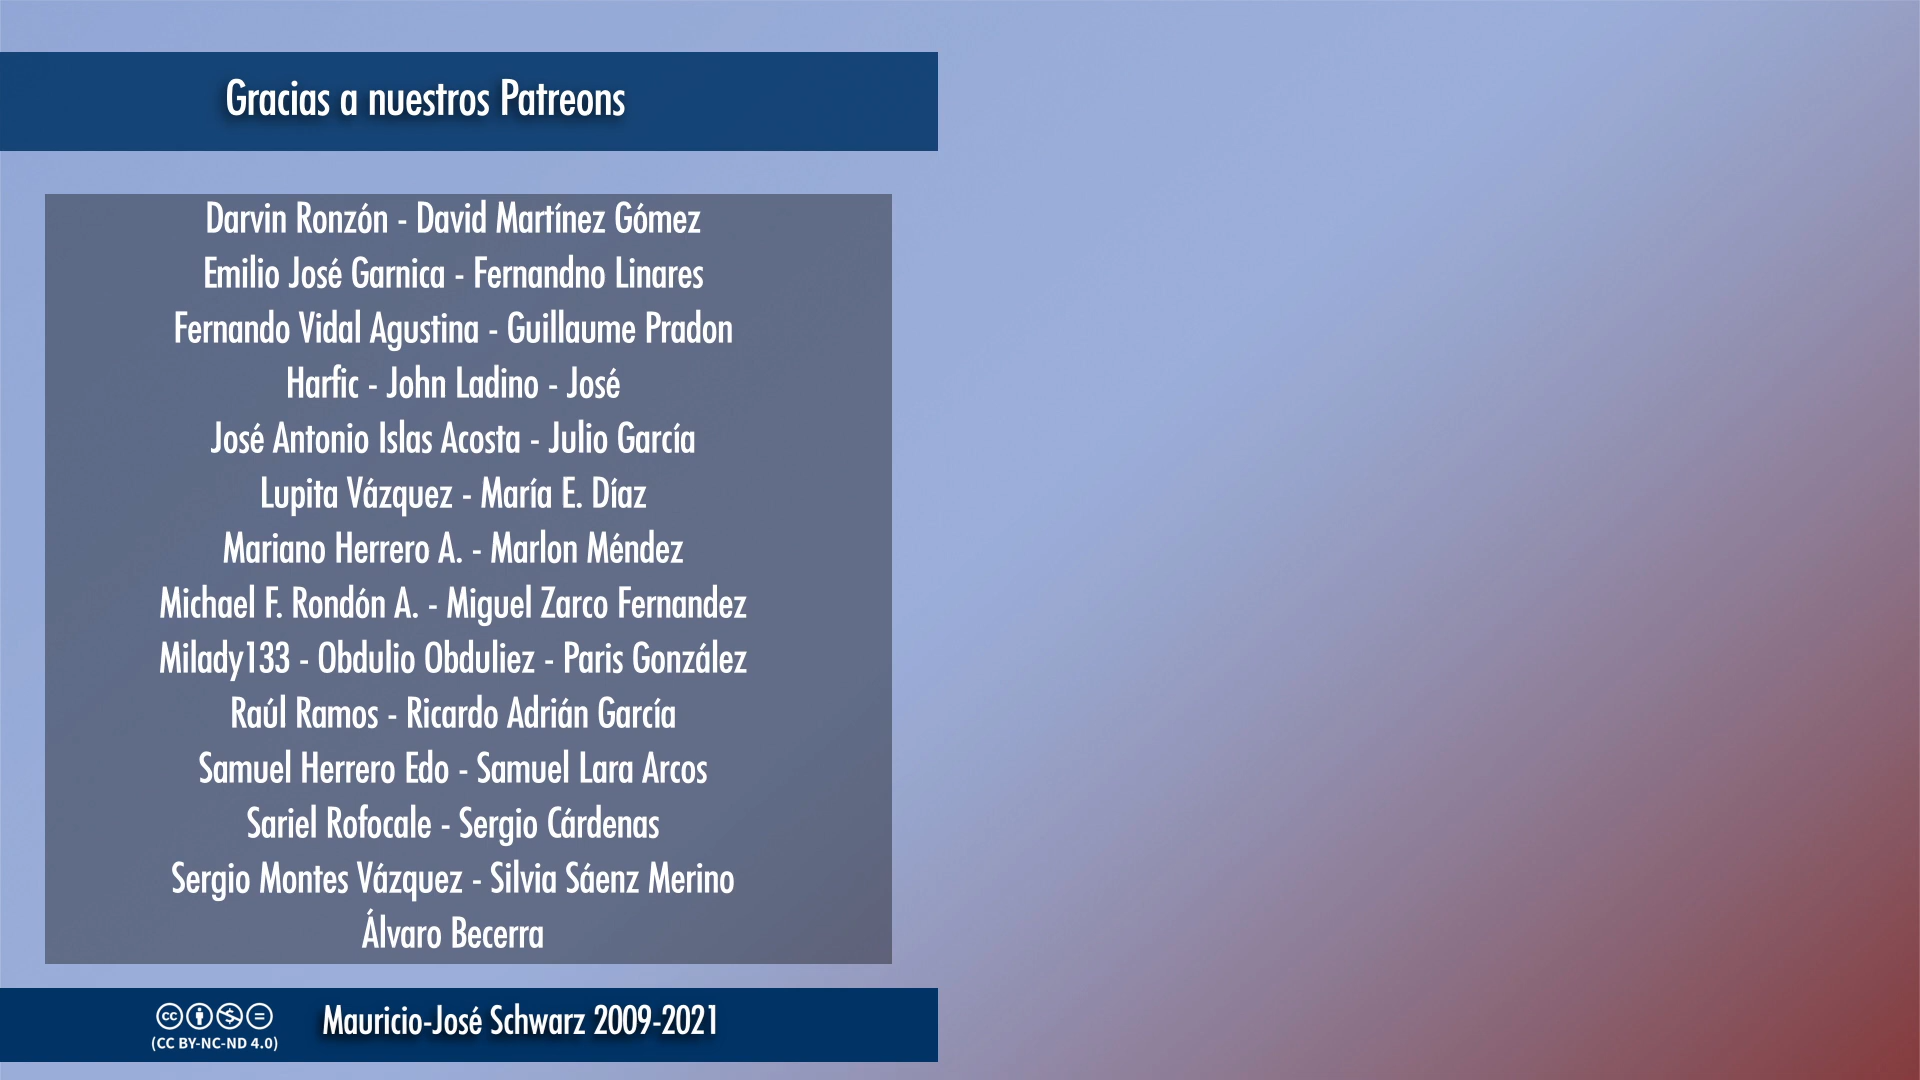 Gracias a nuestros Patreons
Darvin Ronzón - David Martínez Gómez
Emilio José Garnica - Fernandno Linares
Fernando Vidal Agustina - Guillaume Pradon
Harfic - John Ladino - José
José Antonio Islas Acosta - Julio García
Lupita Vázquez - María E. Díaz
Mariano Herrero A. - Marlon Méndez
Michael F. Rondón A. - Miguel Zarco Fernandez
Milady133 - Obdulio Obduliez - Paris González
Raúl Ramos - Ricardo Adrián García
Samuel Herrero Edo - Samuel Lara Arcos
Sariel Rofocale - Sergio Cárdenas
Sergio Montes Vázquez - Silvia Sáenz Merino
Álvaro Becerra
Mauricio-José Schwarz 2009-2021
(CC BY-NC-ND 4.0)